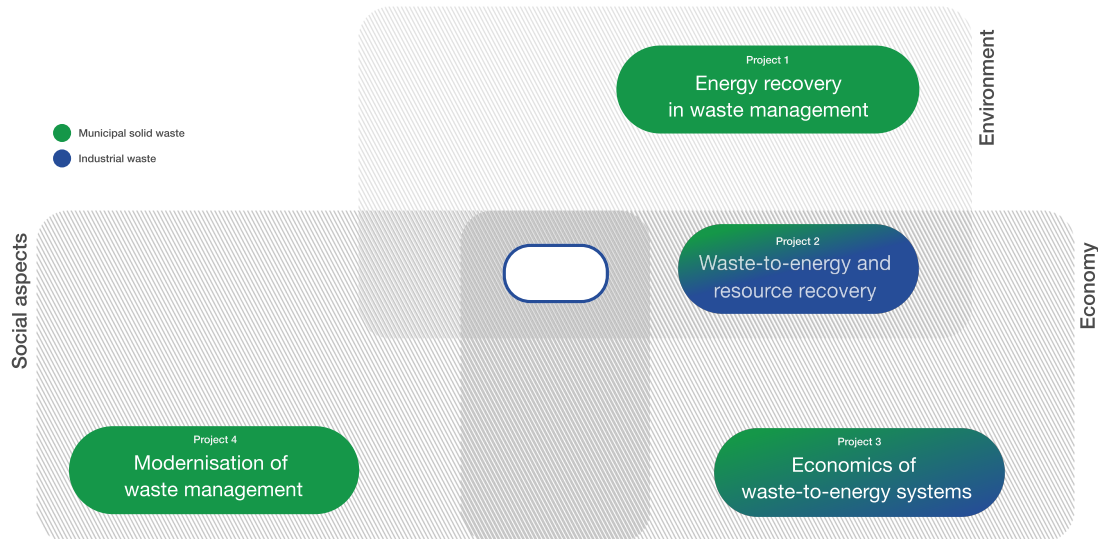 Project 1
Energy recovery
in waste management
Environment
Municipal solid waste
Industrial waste
Social aspects
Project 2
Waste-to-energy and
resource recovery
Economy
Project 4
Modernisation of
waste management
Project 3
Economics of
waste-to-energy systems